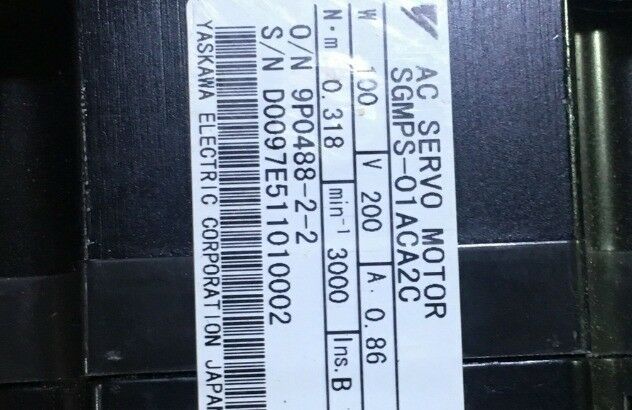 AC SERVO MOTOR
SGMPS-01ACA2C
W 100 V 200 A. 0.86
N·m 0.318 min-1 3000 Ins. B
O/N 9P0488-2-2
S/N D0097E511010002
YASKAWA ELECTRIC CORPORATION JAPAN